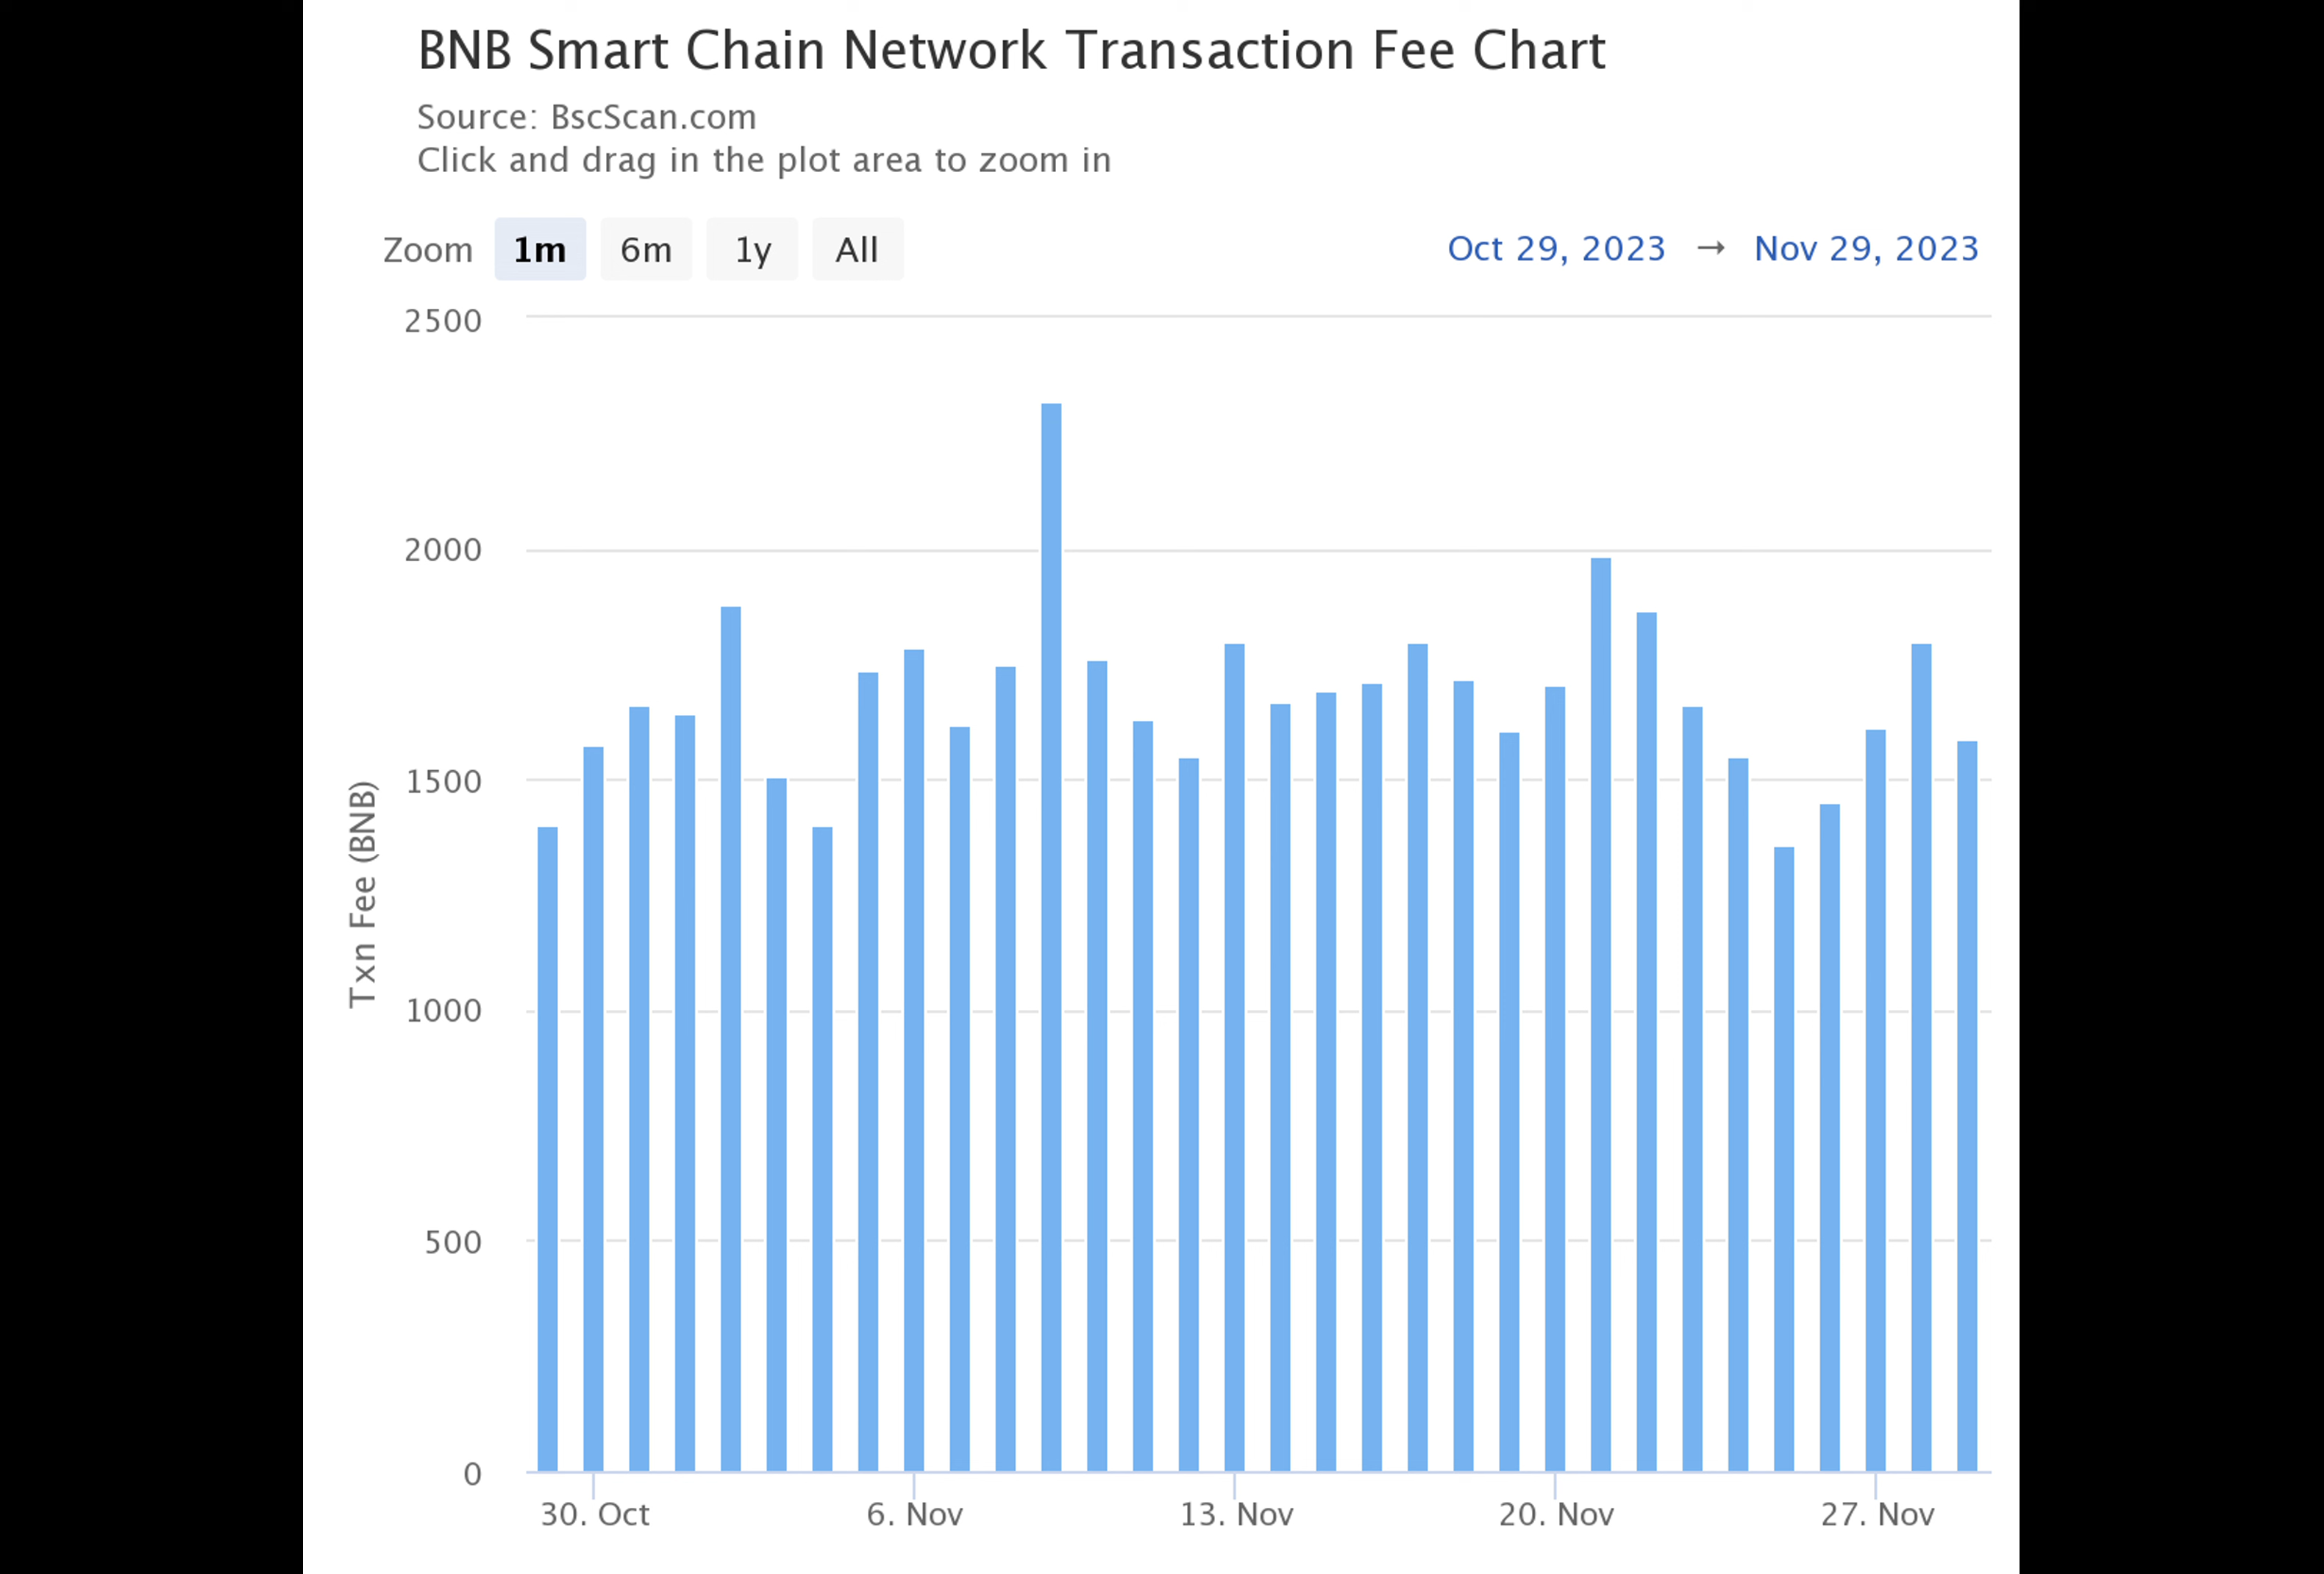 BNB Smart Chain Network Transaction Fee Chart
Source: BscScan.com
Click and drag in the plot area to zoom in
Zoom 1m 6m 1y All Oct 29, 2023 → Nov 29, 2023
2500
2000
1500
1000
500
0
Txn Fee (BNB)
30. Oct 6. Nov 13. Nov 20. Nov 27. Nov